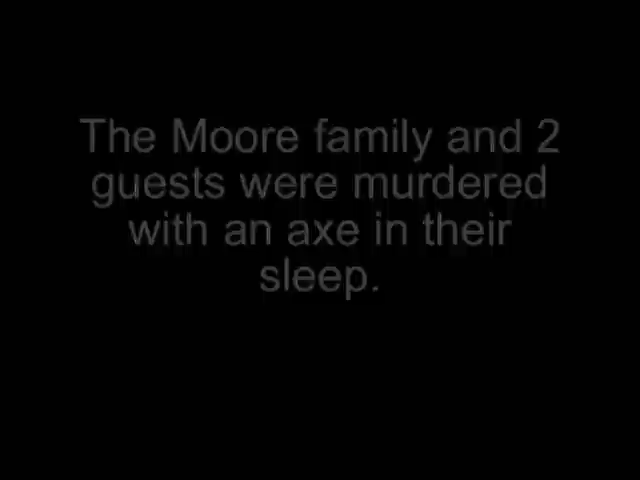 The Moore family and 2
guests were murdered
with an axe in their
sleep.